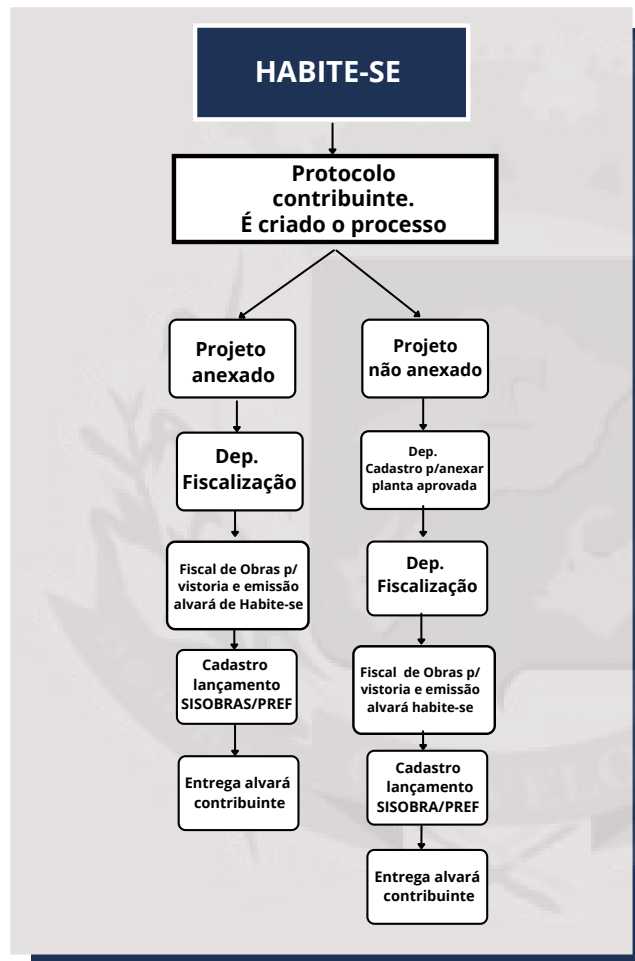 HABITE-SE
Protocolo
contribuinte.
É criado o processo
Projeto
anexado
Dep.
Fiscalização
Fiscal de Obras p/
vistoria e emissão
alvará de Habite-se
Cadastro
lançamento
SISOBRAS/PREF
Entrega alvará
contribuinte
Projeto
não anexado
Dep.
Cadastro p/anexar
planta aprovada
Dep.
Fiscalização
Fiscal de Obras p/
vistoria e emissão
alvará habite-se
Cadastro
lançamento
SISOBRA/PREF
Entrega alvará
contribuinte